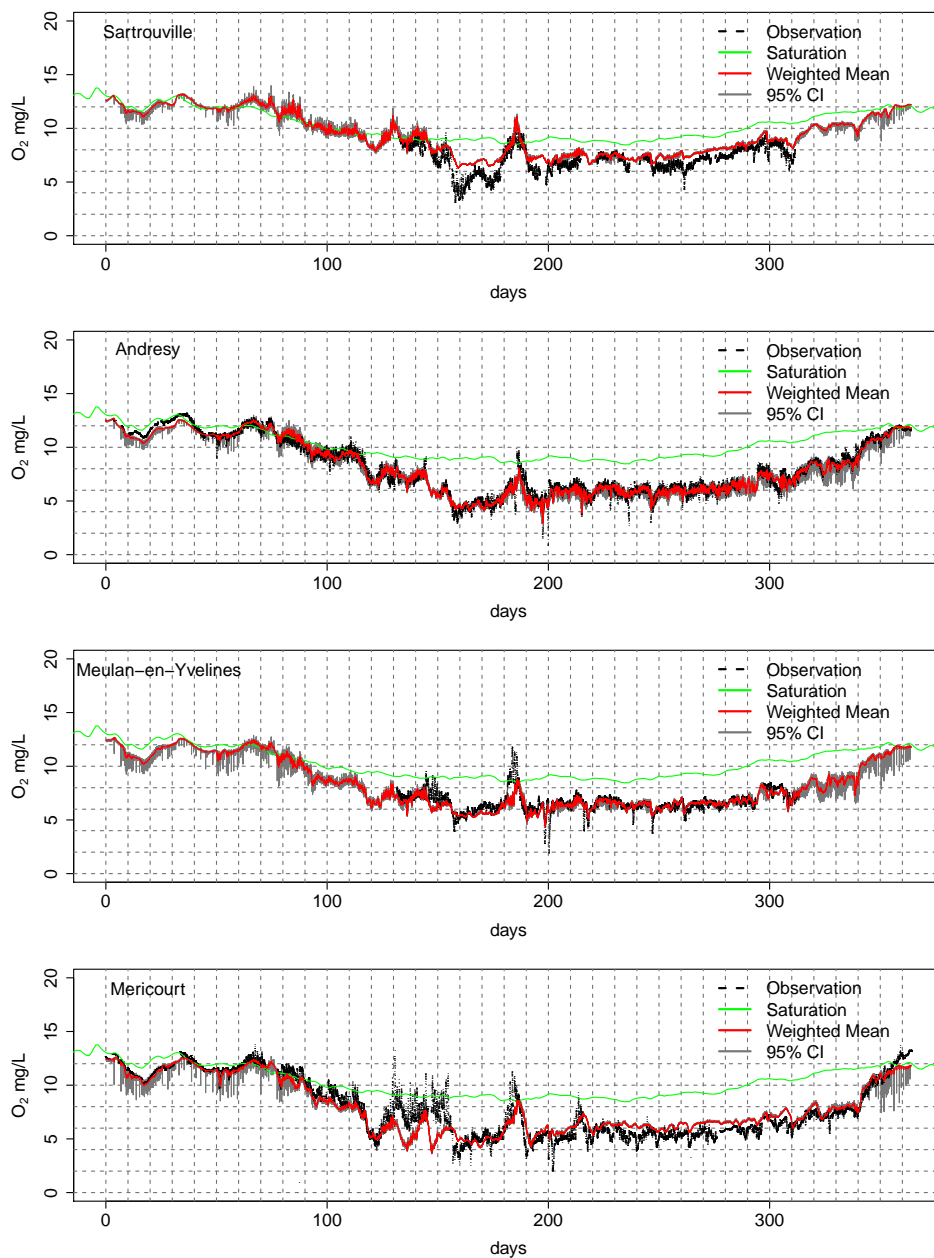 Sartrouville
Observation
Saturation
Weighted Mean
95% CI
O2 mg/L
20
15
10
5
0
0
100
200
300
days
Andresy
Observation
Saturation
Weighted Mean
95% CI
O2 mg/L
20
15
10
5
0
0
100
200
300
days
Meulan−en−Yvelines
Observation
Saturation
Weighted Mean
95% CI
O2 mg/L
20
15
10
5
0
0
100
200
300
days
Mericourt
Observation
Saturation
Weighted Mean
95% CI
O2 mg/L
20
15
10
5
0
0
100
200
300
days